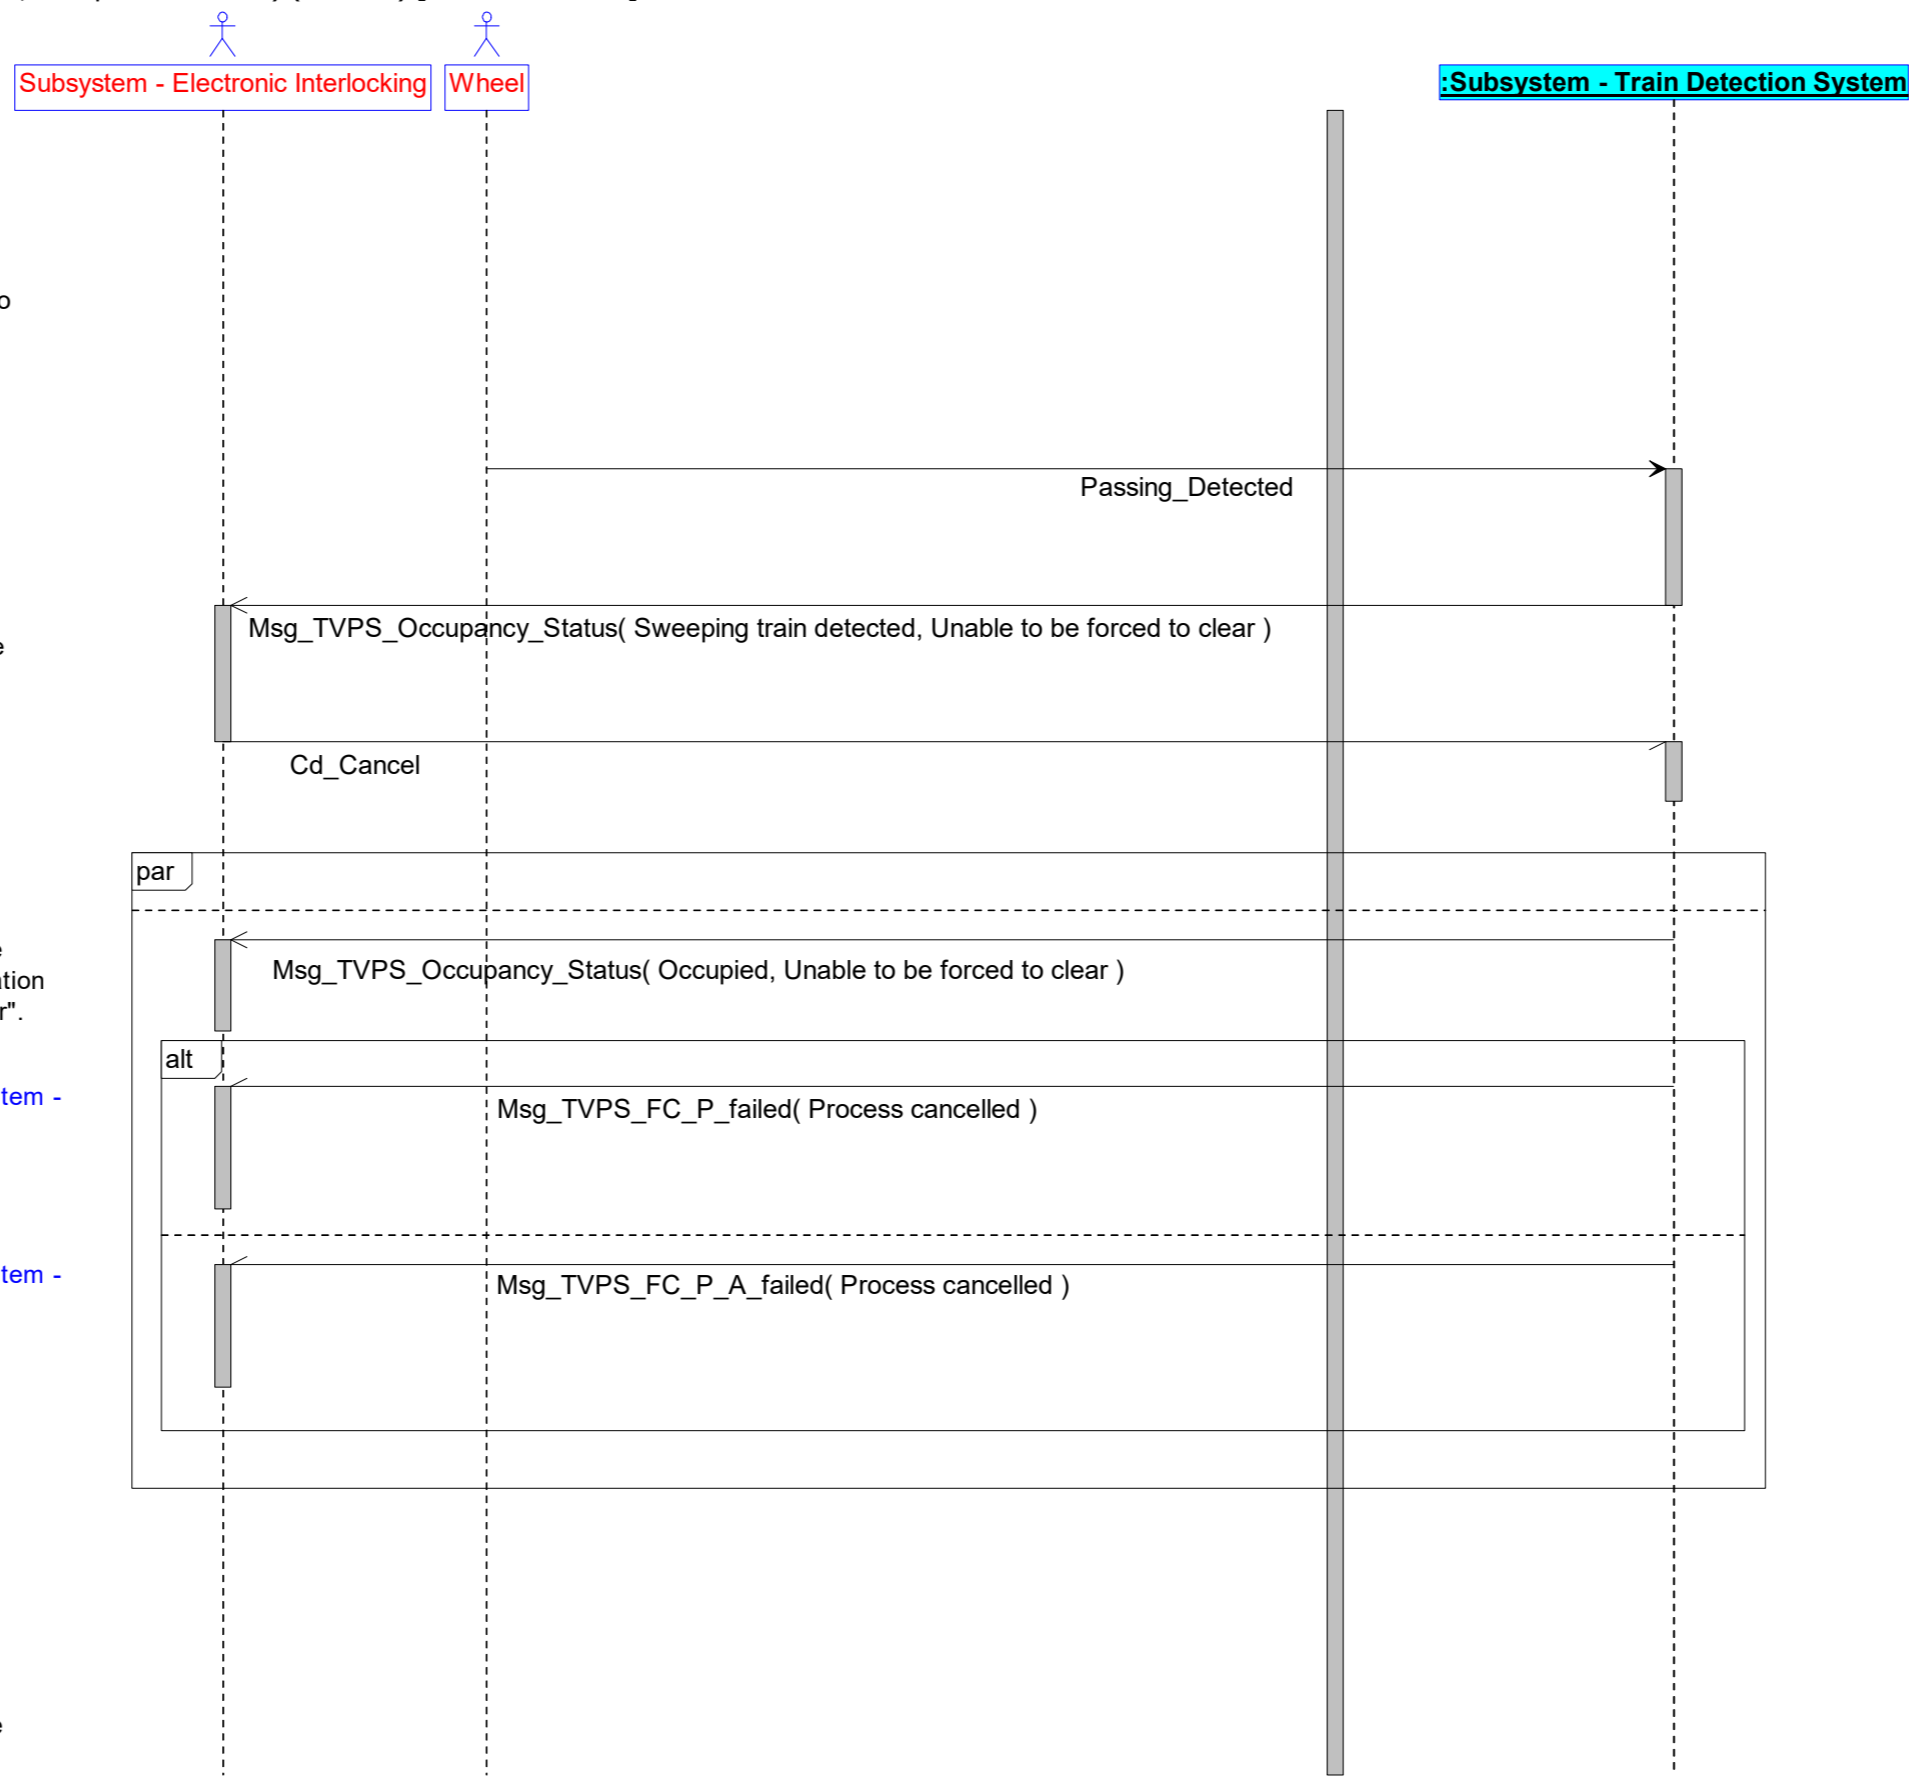 Subsystem - Electronic Interlocking
Wheel
:Subsystem - Train Detection System
o
Passing_Detected
Msg_TVPS_Occupancy_Status( Sweeping train detected, Unable to be forced to clear )
e
Cd_Cancel
par
e
Msg_TVPS_Occupancy_Status( Occupied, Unable to be forced to clear )
ation
r".
alt
tem -
Msg_TVPS_FC_P_failed( Process cancelled )
tem -
Msg_TVPS_FC_P_A_failed( Process cancelled )
e